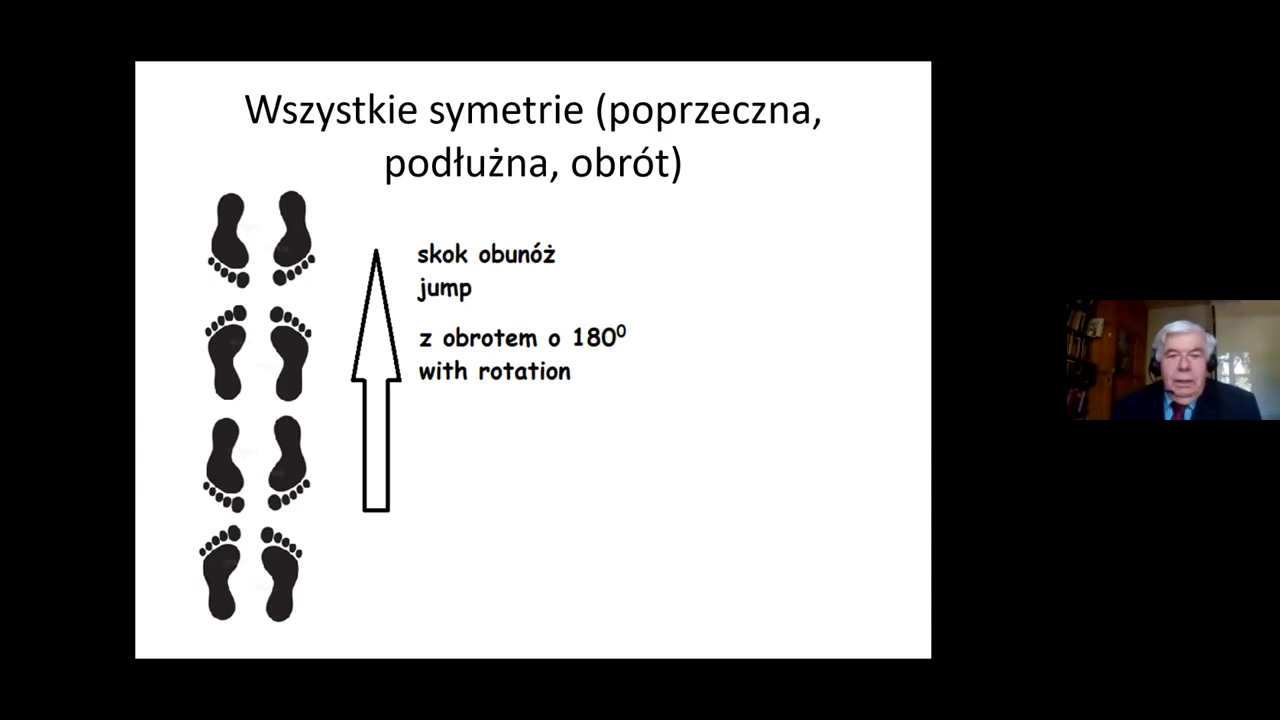 Wszystkie symetrie (poprzeczna,
podłużna, obrót)
skok obunóż
jump
z obrotem o 180⁰
with rotation